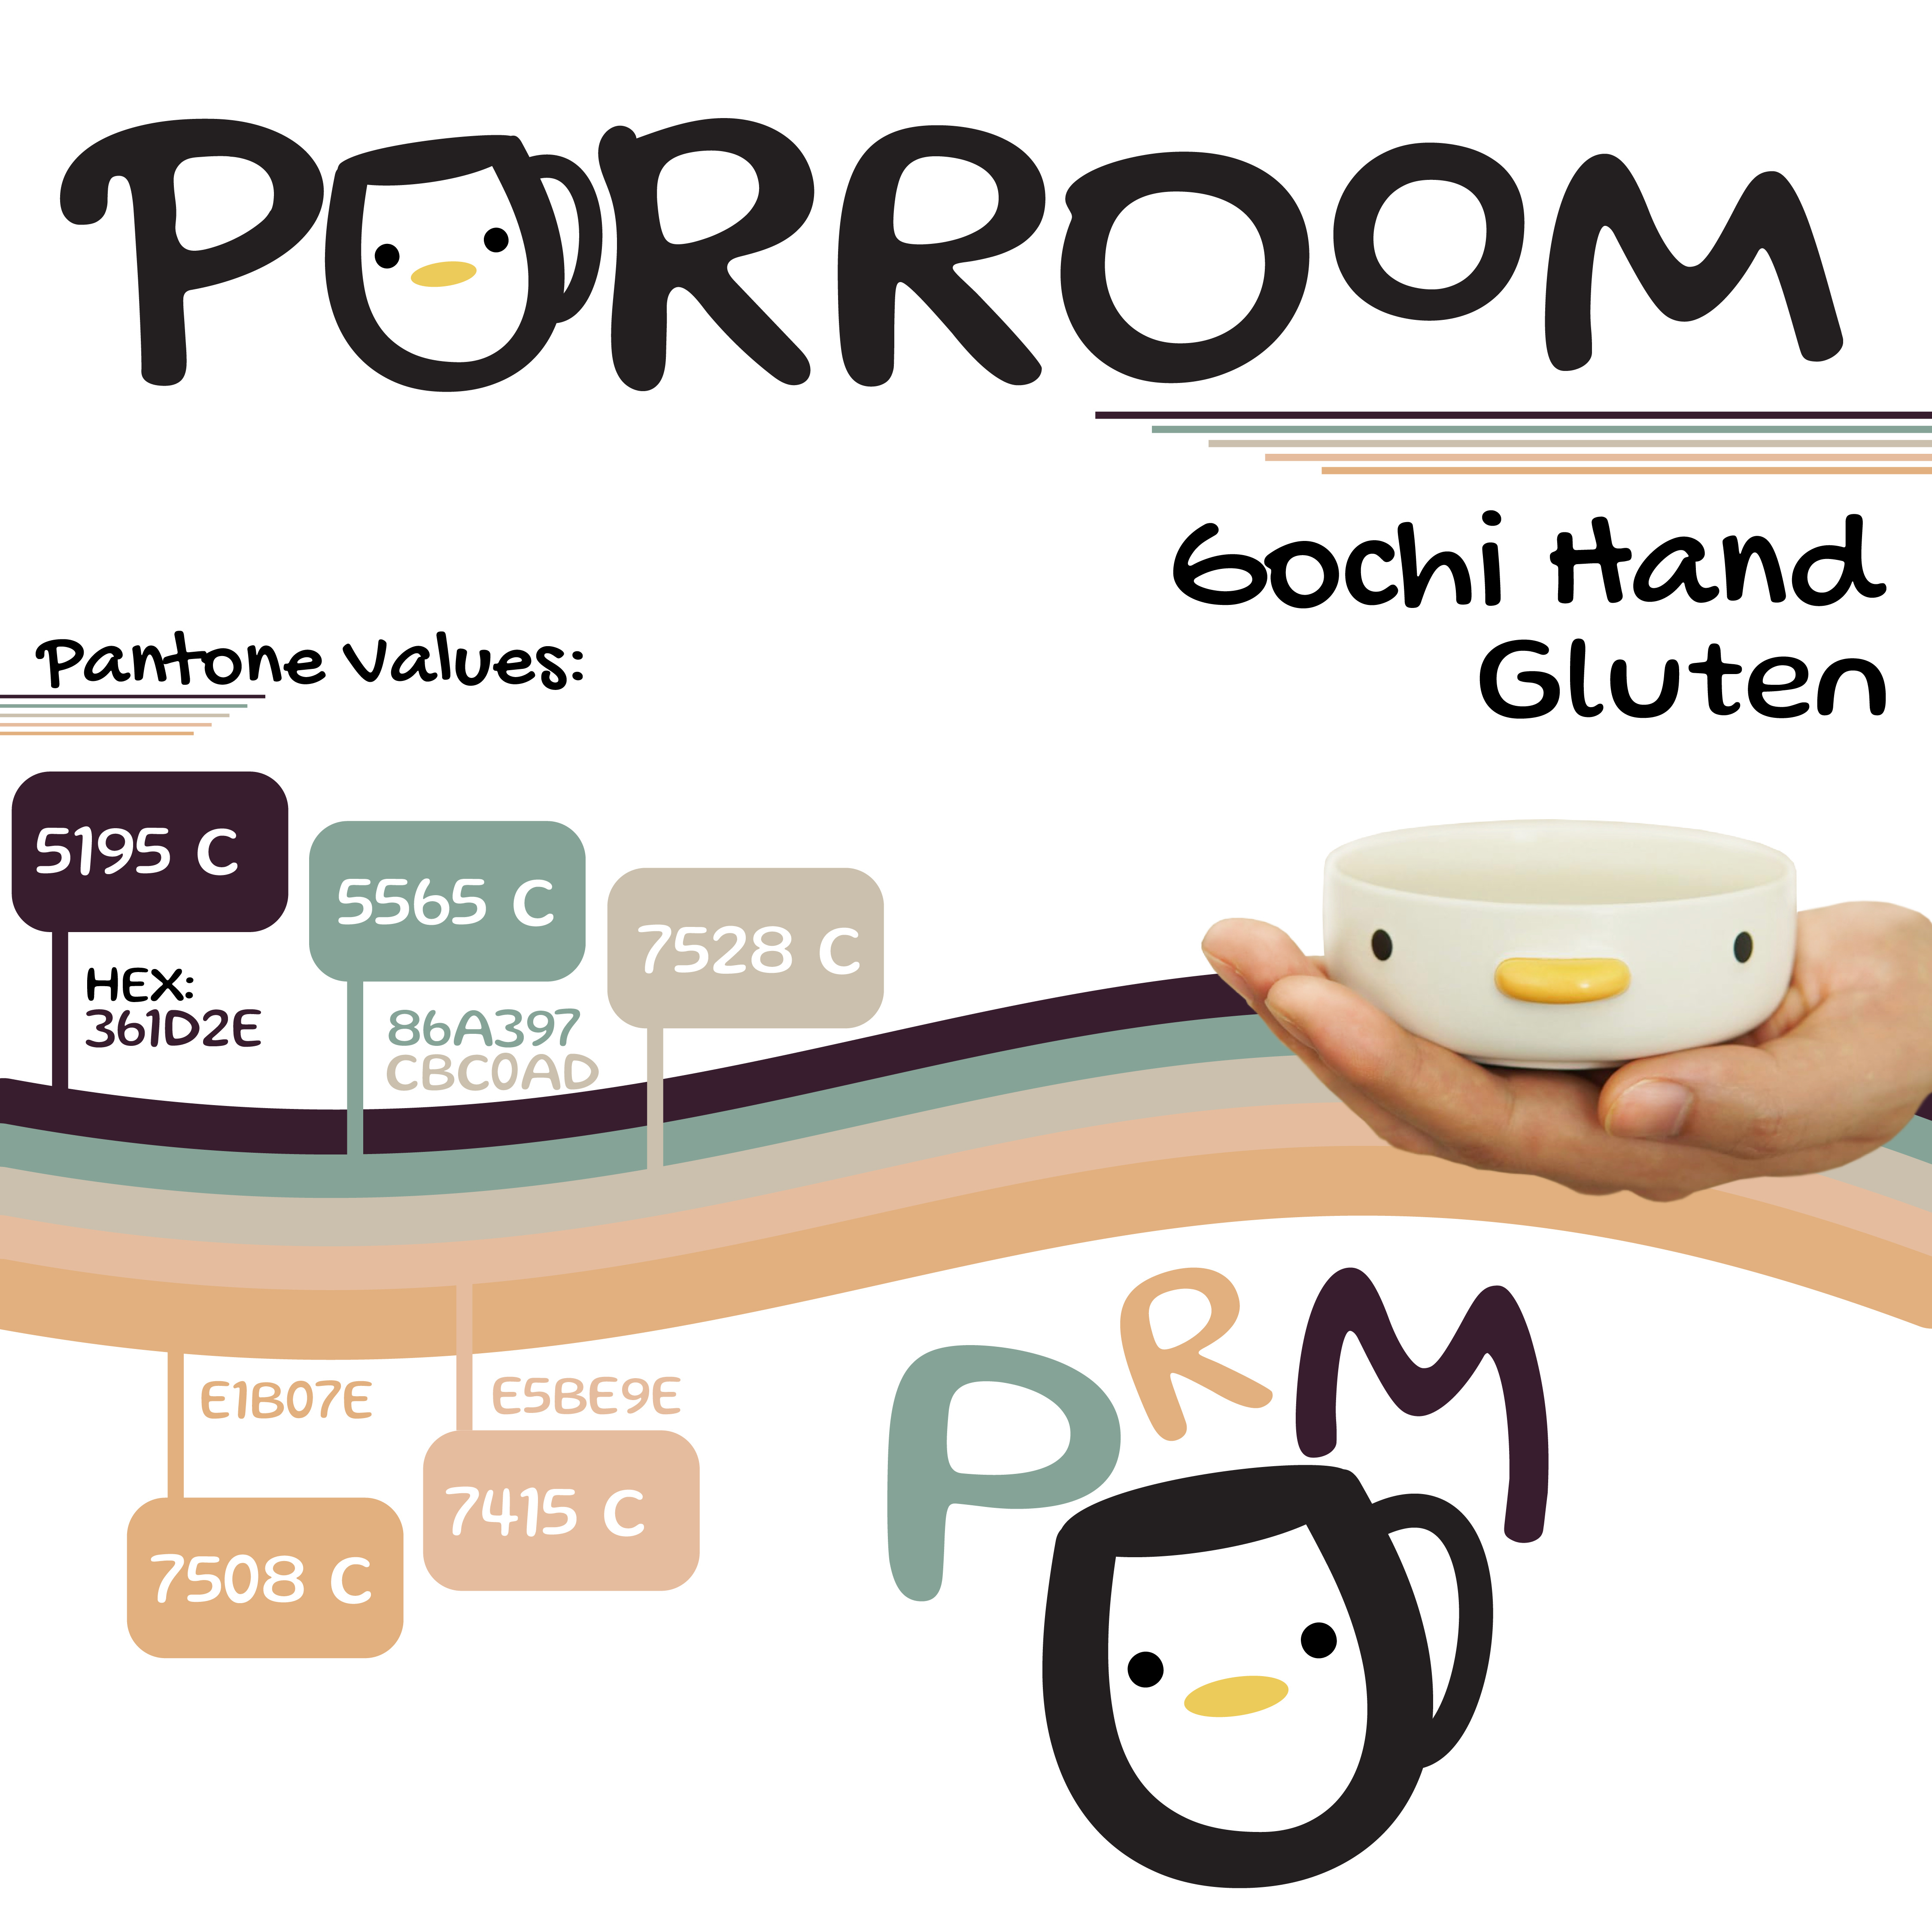 PORROOM
Gochi Hand
Gluten
Pantone Values:
5195 C
5565 C
7528 C
HEX:
361D2E
86A397
CBC0AD
E1B07E
E5BE9E
7415 C
7508 C
PRM